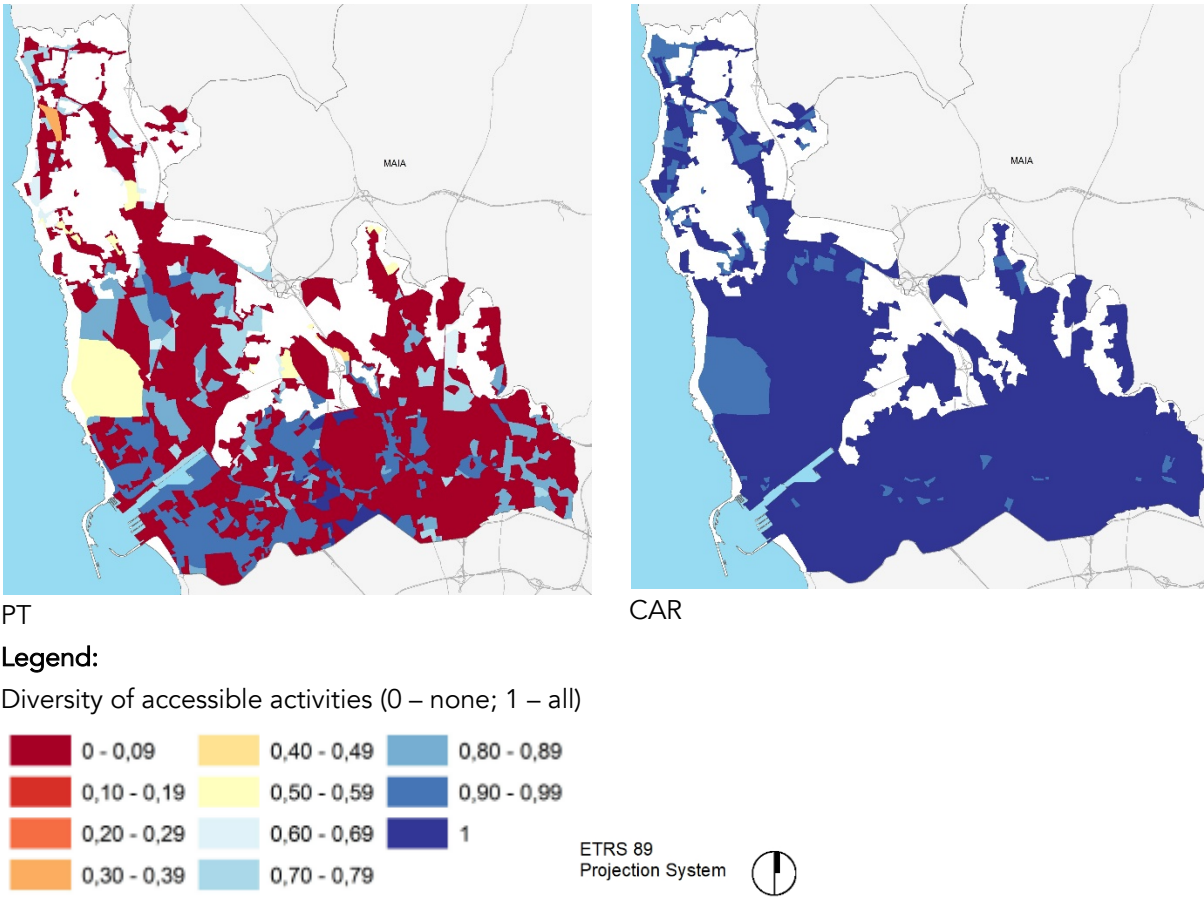 MAIA
MAIA
PT
CAR
Legend:
Diversity of accessible activities (0 – none; 1 – all)
0 - 0,09
0,10 - 0,19
0,20 - 0,29
0,30 - 0,39
0,40 - 0,49
0,50 - 0,59
0,60 - 0,69
0,70 - 0,79
0,80 - 0,89
0,90 - 0,99
1
ETRS 89
Projection System